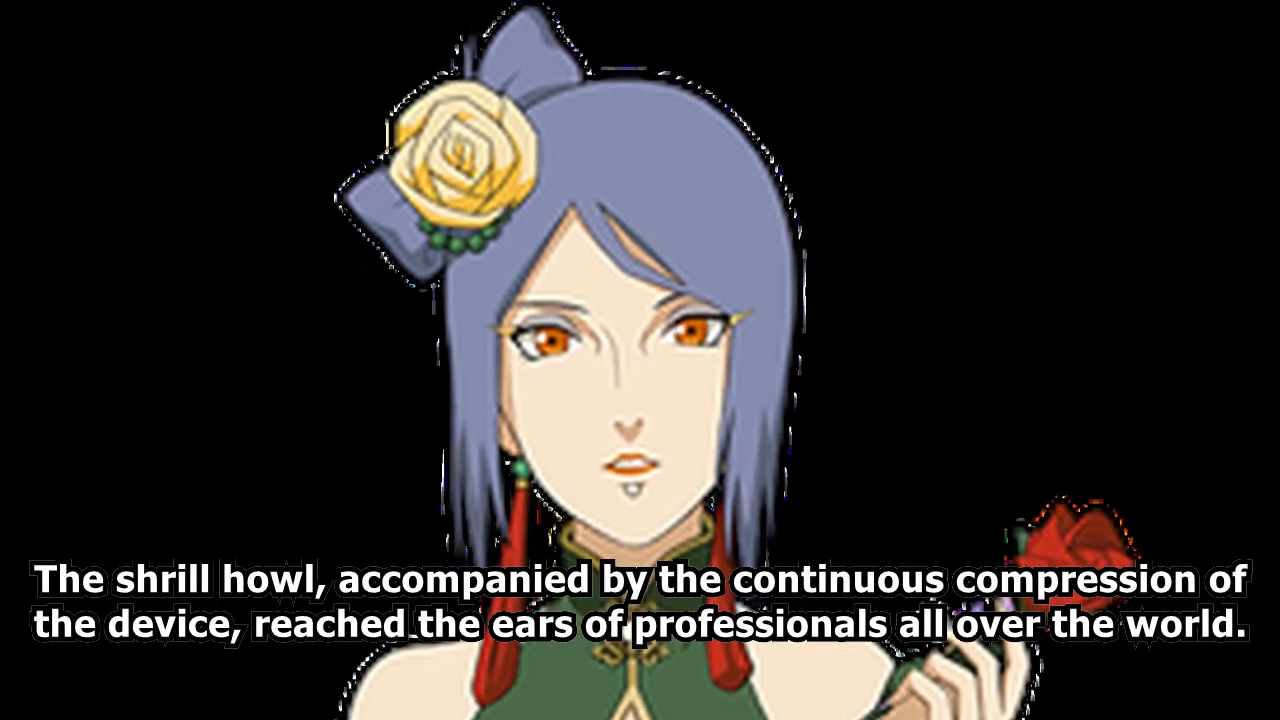 The shrill howl, accompanied by the continuous compression of
the device, reached the ears of professionals all over the world.